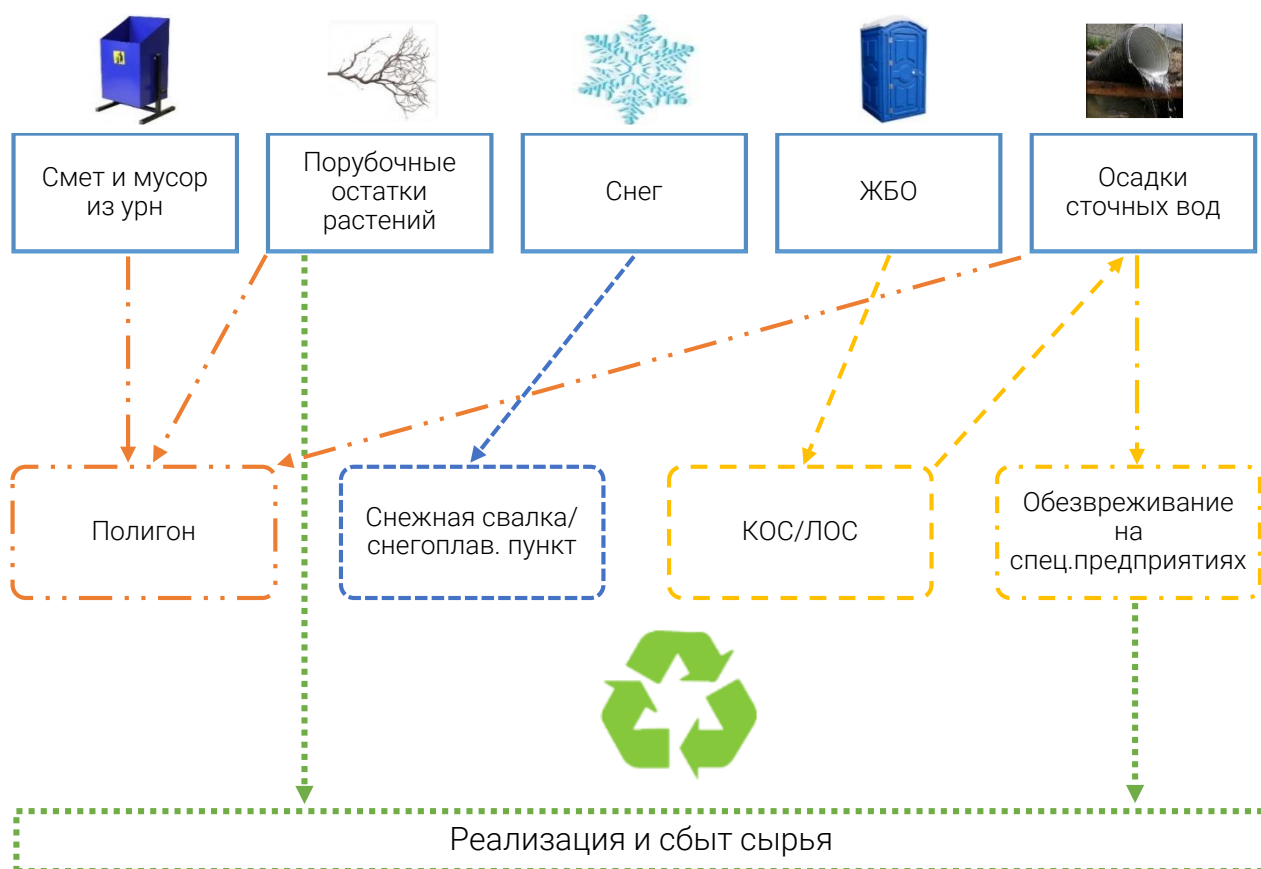 Смет и мусор
из урн
Порубочные
остатки
растений
Снег
ЖБО
Осадки
сточных вод
Полигон
Снежная свалка/
снегоплав. пункт
КОС/ЛОС
Обезвреживание
на
спец.предприятиях
Реализация и сбыт сырья